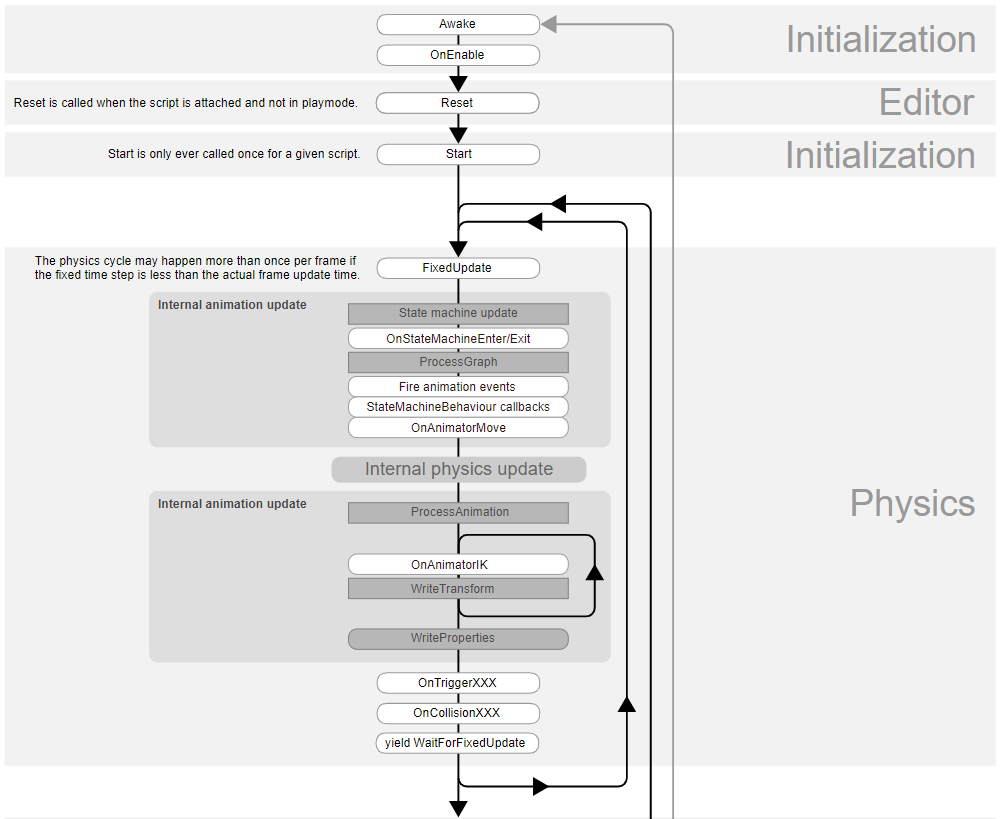 Awake
Initialization
OnEnable
Reset is called when the script is attached and not in playmode.
Reset
Editor
Start is only ever called once for a given script.
Start
Initialization
The physics cycle may happen more than once per frame if
the fixed time step is less than the actual frame update time.
FixedUpdate
Internal animation update
State machine update
OnStateMachineEnter/Exit
ProcessGraph
Fire animation events
StateMachineBehaviour callbacks
OnAnimatorMove
Internal physics update
Physics
Internal animation update
ProcessAnimation
OnAnimatorIK
WriteTransform
WriteProperties
OnTriggerXXX
OnCollisionXXX
yield WaitForFixedUpdate